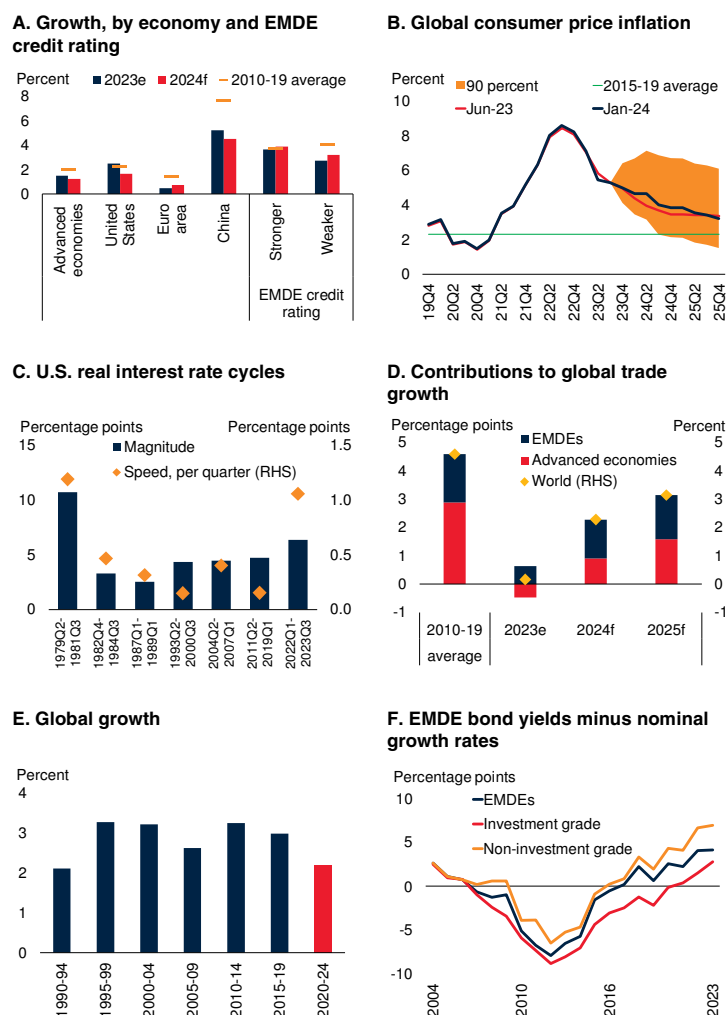 A. Growth, by economy and EMDE
credit rating
Percent
2023e
2024f
2010-19 average
8
6
4
2
0
Advanced
economies
United
States
Euro
area
China
Stronger
Weaker
EMDE credit
rating
B. Global consumer price inflation
Percent
90 percent
2015-19 average
Jun-23
Jan-24
10
8
6
4
2
0
19Q4
20Q2
20Q4
21Q2
21Q4
22Q2
22Q4
23Q2
23Q4
24Q2
24Q4
25Q2
25Q4
C. U.S. real interest rate cycles
Percentage points
Percentage points
Magnitude
Speed, per quarter (RHS)
15
10
5
0
1.5
1.0
0.5
0.0
1979Q2-
1981Q3
1982Q4-
1984Q3
1987Q1-
1989Q1
1993Q2-
2000Q3
2004Q2-
2007Q1
2011Q2-
2019Q1
2022Q1-
2023Q3
D. Contributions to global trade
growth
Percentage points
Percent
EMDEs
Advanced economies
World (RHS)
5
4
3
2
1
0
-1
5
4
3
2
1
0
-1
2010-19
average
2023e
2024f
2025f
E. Global growth
Percent
4
3
2
1
0
1990-94
1995-99
2000-04
2005-09
2010-14
2015-19
2020-24
F. EMDE bond yields minus nominal
growth rates
Percentage points
EMDEs
Investment grade
Non-investment grade
10
5
0
-5
-10
2004
2010
2016
2023